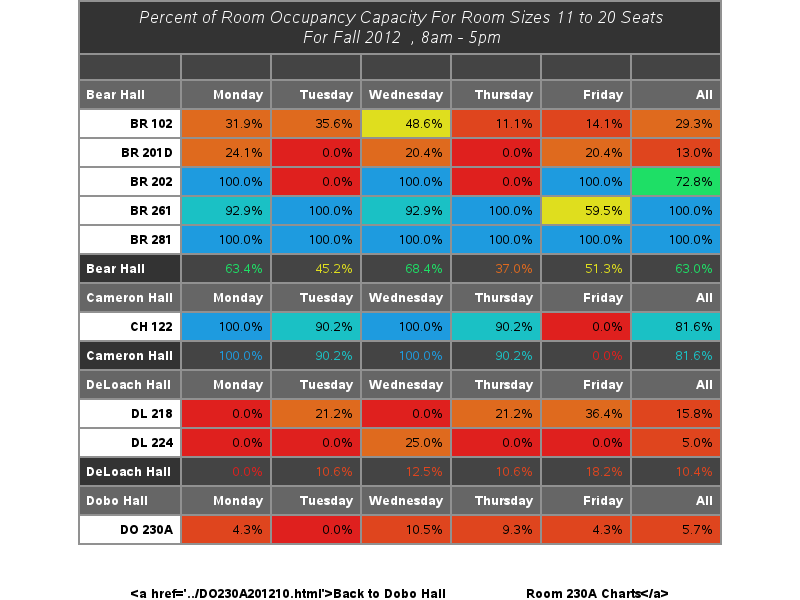 Percent of Room Occupancy Capacity For Room Sizes 11 to 20 Seats
For Fall 2012 , 8am - 5pm
Bear Hall Monday Tuesday Wednesday Thursday Friday All
BR 102 31.9% 35.6% 48.6% 11.1% 14.1% 29.3%
BR 201D 24.1% 0.0% 20.4% 0.0% 20.4% 13.0%
BR 202 100.0% 0.0% 100.0% 0.0% 100.0% 72.8%
BR 261 92.9% 100.0% 92.9% 100.0% 59.5% 100.0%
BR 281 100.0% 100.0% 100.0% 100.0% 100.0% 100.0%
Bear Hall 63.4% 45.2% 68.4% 37.0% 51.3% 63.0%
Cameron Hall Monday Tuesday Wednesday Thursday Friday All
CH 122 100.0% 90.2% 100.0% 90.2% 0.0% 81.6%
Cameron Hall 100.0% 90.2% 100.0% 90.2% 0.0% 81.6%
DeLoach Hall Monday Tuesday Wednesday Thursday Friday All
DL 218 0.0% 21.2% 0.0% 21.2% 36.4% 15.8%
DL 224 0.0% 0.0% 25.0% 0.0% 0.0% 5.0%
DeLoach Hall 0.0% 10.6% 12.5% 10.6% 18.2% 10.4%
Dobo Hall Monday Tuesday Wednesday Thursday Friday All
DO 230A 4.3% 0.0% 10.5% 9.3% 4.3% 5.7%
<a href='../DO230A201210.html'>Back to Dobo Hall Room 230A Charts</a>